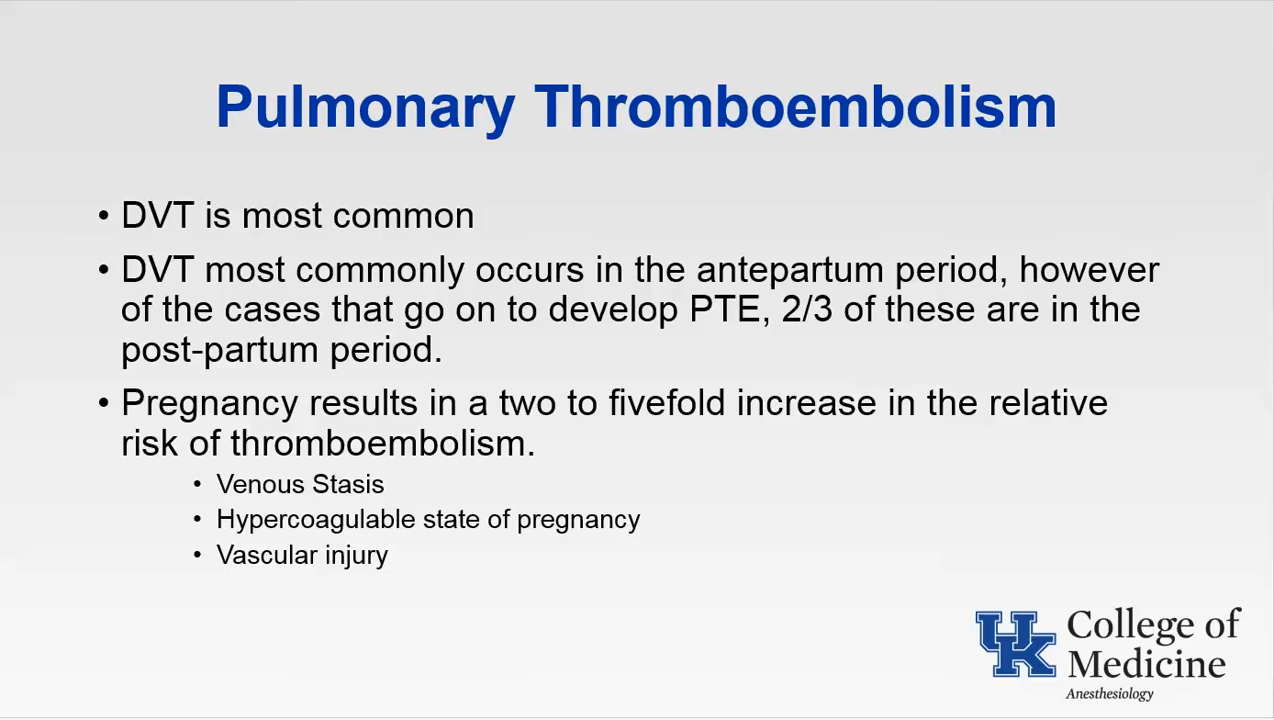 Pulmonary Thromboembolism
• DVT is most common
• DVT most commonly occurs in the antepartum period, however
of the cases that go on to develop PTE, 2/3 of these are in the
post-partum period.
• Pregnancy results in a two to fivefold increase in the relative
risk of thromboembolism.
• Venous Stasis
• Hypercoagulable state of pregnancy
• Vascular injury
UK
College of
Medicine
Anesthesiology